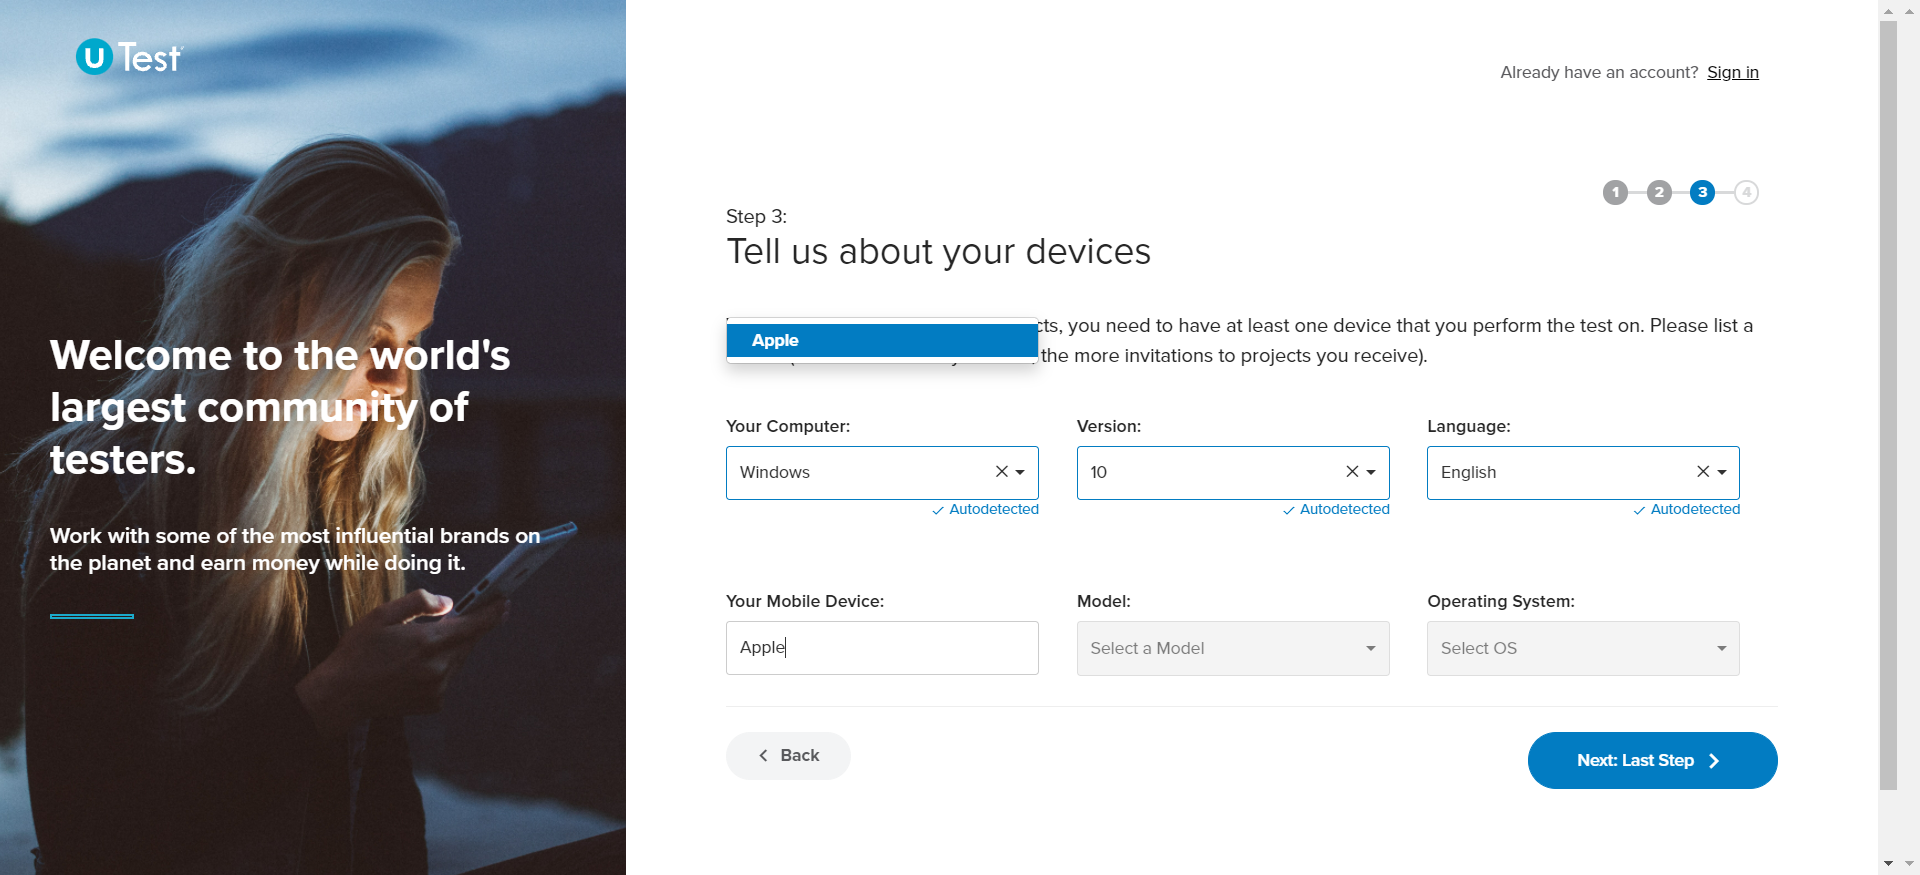 U Test
Welcome to the world's
largest community of
testers.
Work with some of the most influential brands on
the planet and earn money while doing it.
Already have an account? Sign in
1 2 3 4
Step 3:
Tell us about your devices
cts, you need to have at least one device that you perform the test on. Please list a
Apple
the more invitations to projects you receive).
Your Computer: Version: Language:
Windows 10 English
Autodetected Autodetected Autodetected
Your Mobile Device: Model: Operating System:
Apple Select a Model Select OS
Back Next: Last Step